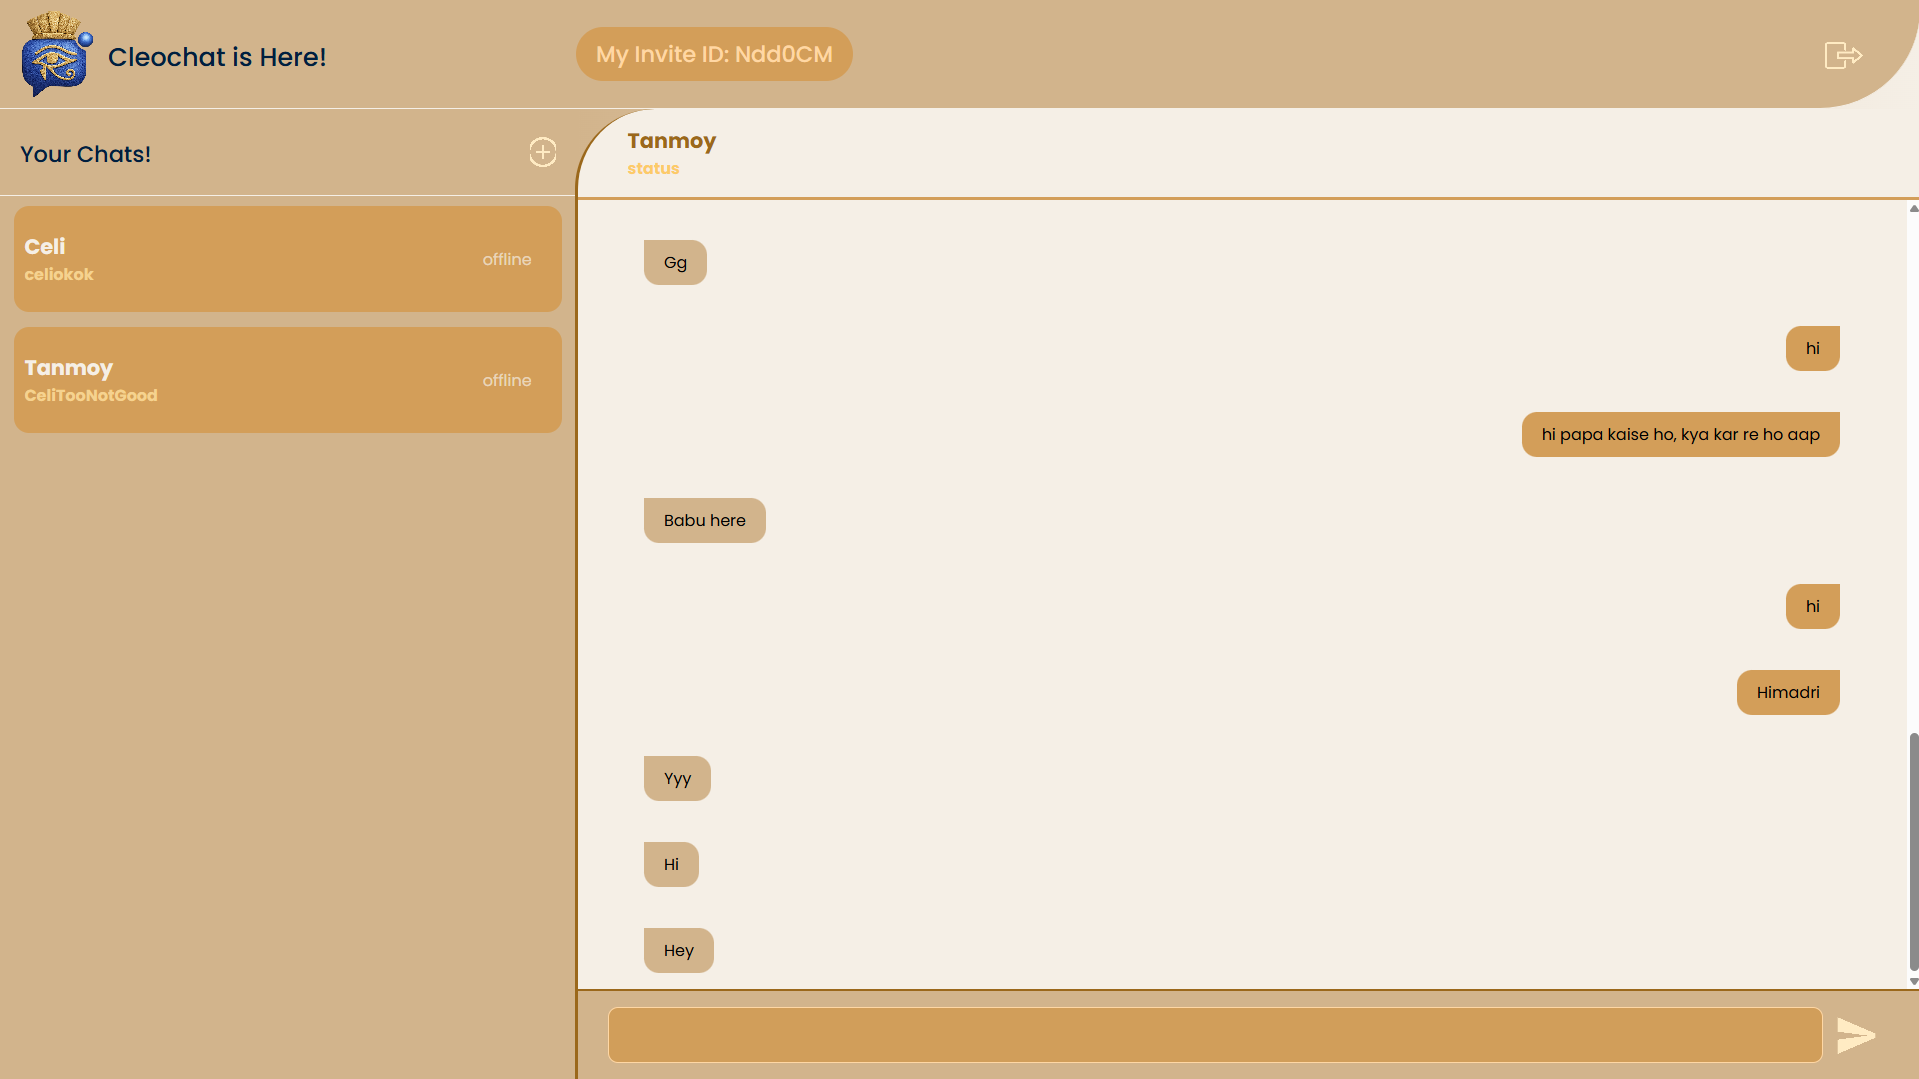 Cleochat is Here!
My Invite ID: Ndd0CM
Your Chats!
Celi
celiokok
offline
Tanmoy
CeliTooNotGood
offline
Tanmoy
status
Gg
hi
hi papa kaise ho, kya kar re ho aap
Babu here
hi
Himadri
Yyy
Hi
Hey